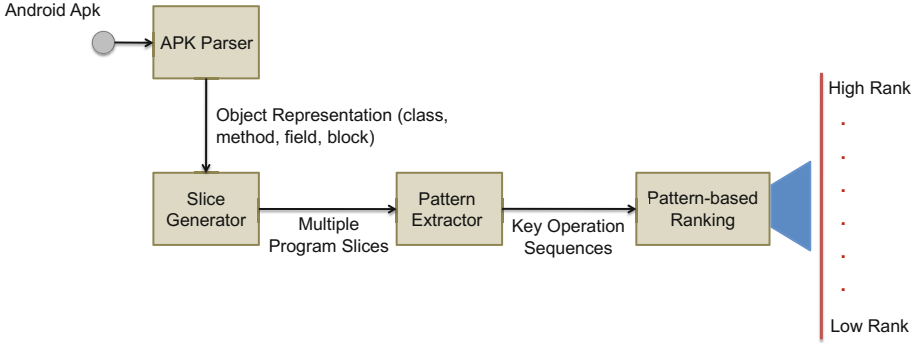 Android Apk
APK Parser
Object Representation (class,
method, field, block)
Slice
Generator
Multiple
Program Slices
Pattern
Extractor
Key Operation
Sequences
Pattern-based
Ranking
High Rank
Low Rank